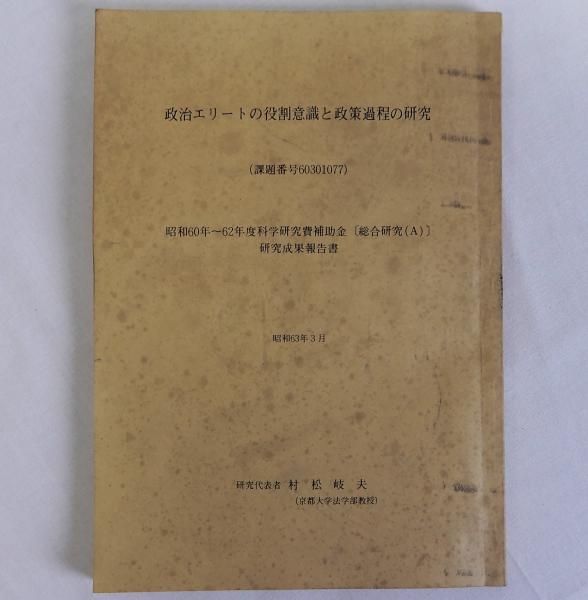 政治エリートの役割意識と政策過程の研究
(課題番号60301077)
昭和60年～62年度科学研究費補助金〔総合研究(A)〕
研究成果報告書
昭和63年3月
研究代表者 村松岐夫
(京都大学法学部教授)